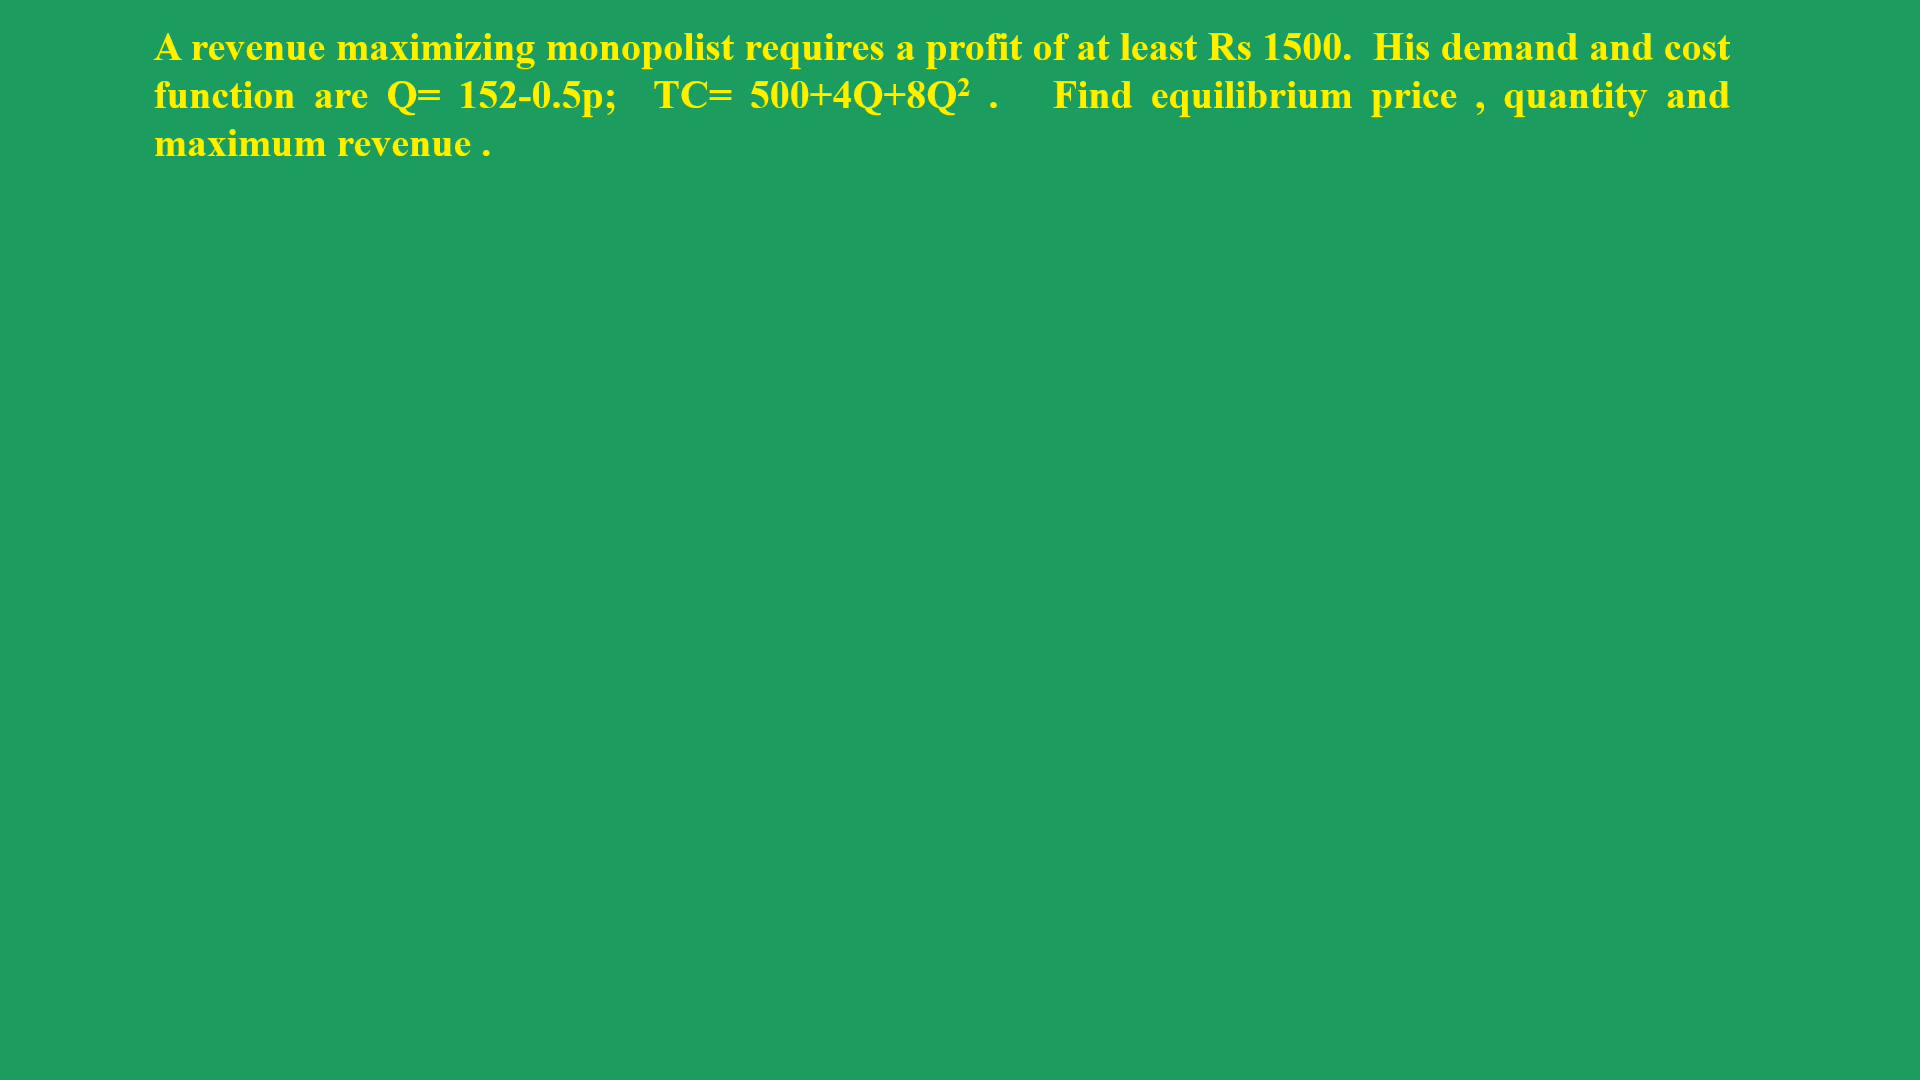 A revenue maximizing monopolist requires a profit of at least Rs 1500. His demand and cost
function are Q= 152-0.5p; TC= 500+4Q+8Q² . Find equilibrium price , quantity and
maximum revenue .